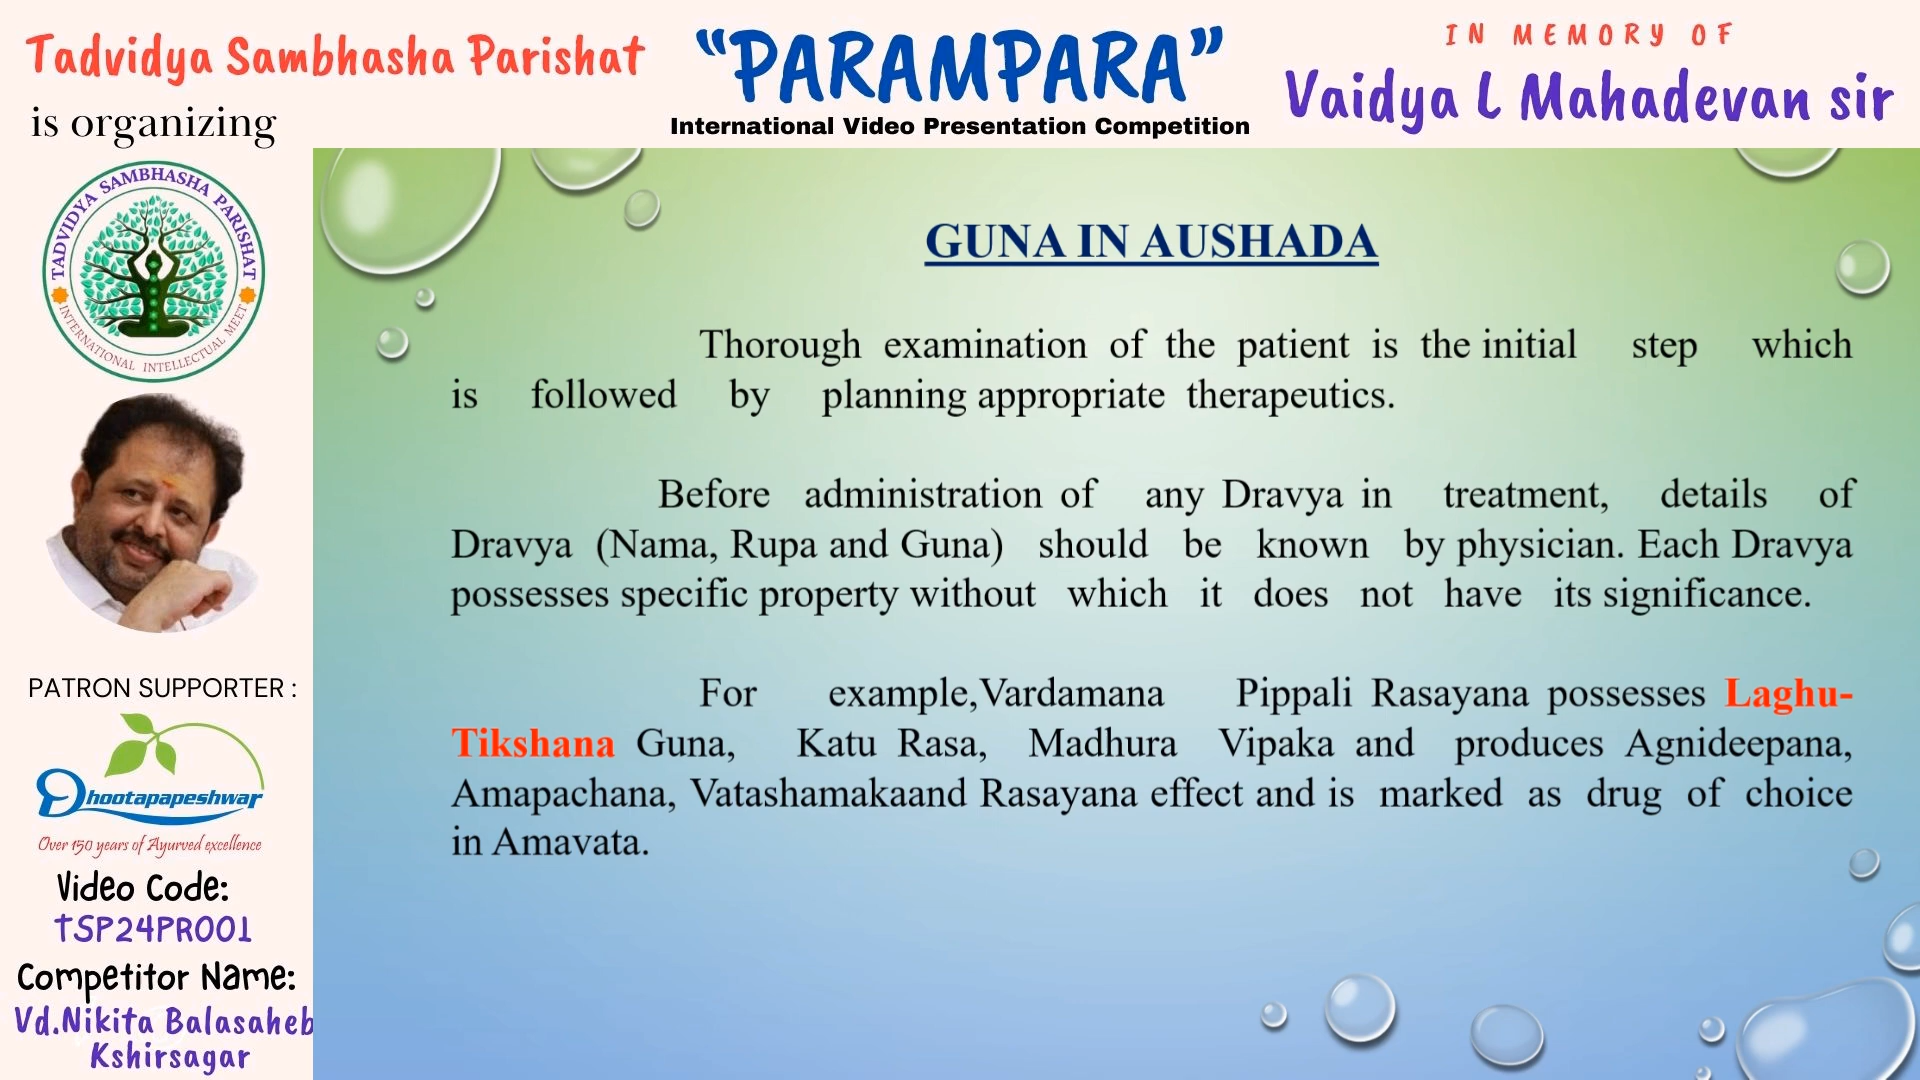 Tadvidya Sambhasha Parishat
is organizing
“PARAMPARA”
International Video Presentation Competition
IN MEMORY OF
Vaidya L Mahadevan sir
TADVIDYA SAMBHASHA PARISHAT
INTERNATIONAL INTELLECTUAL MEET
PATRON SUPPORTER :
Dhootapapeshwar
Over 150 years of Ayurved excellence
Video Code:
TSP24PR001
Competitor Name:
Vd.Nikita Balasaheb
Kshirsagar
GUNA IN AUSHADA
Thorough examination of the patient is the initial step which
is followed by planning appropriate therapeutics.
Before administration of any Dravya in treatment, details of
Dravya (Nama, Rupa and Guna) should be known by physician. Each Dravya
possesses specific property without which it does not have its significance.
For example,Vardamana Pippali Rasayana possesses Laghu-
Tikshana Guna, Katu Rasa, Madhura Vipaka and produces Agnideepana,
Amapachana, Vatashamakaand Rasayana effect and is marked as drug of choice
in Amavata.